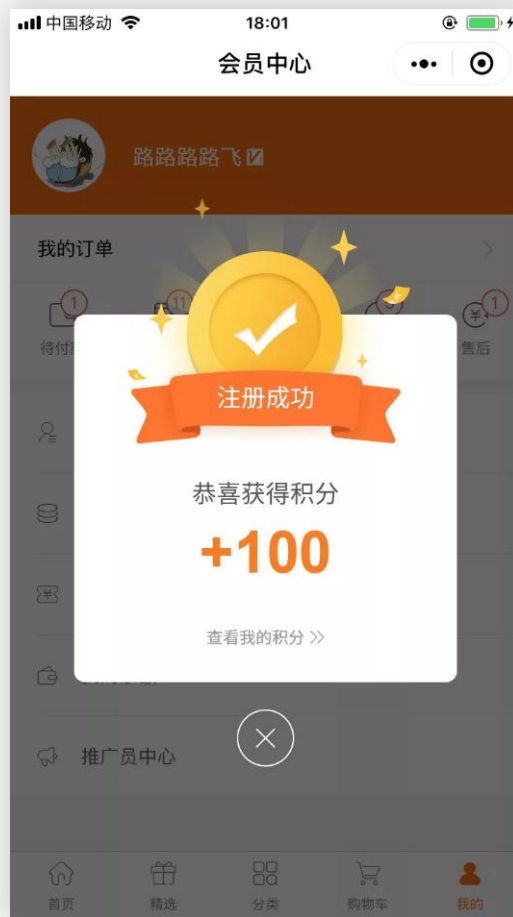 中国移动
18:01
会员中心
路路路路飞
我的订单
1
11
1
待付
售后
注册成功
恭喜获得积分
+100
查看我的积分
推广员中心
首页
精选
分类
购物车
我的